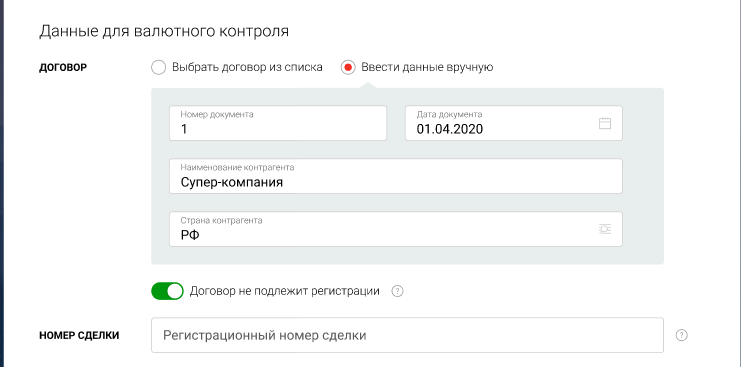 Данные для валютного контроля
ДОГОВОР Выбрать договор из списка Ввести данные вручную
Номер документа Дата документа
1 01.04.2020
Наименование контрагента
Супер-компания
Страна контрагента
РФ
Договор не подлежит регистрации ?
НОМЕР СДЕЛКИ Регистрационный номер сделки ?